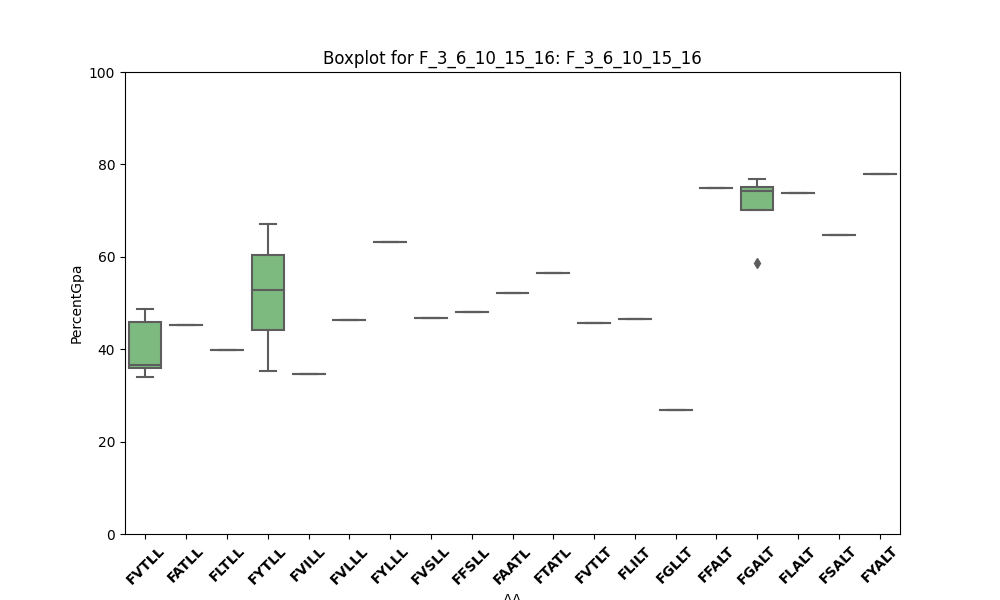 Boxplot for F_3_6_10_15_16: F_3_6_10_15_16
PercentGpa
100
80
60
40
20
0
FVTLL
FATLL
FLTLL
FYTLL
FVILL
FVLLL
FYLLL
FVSLL
FFSLL
FAATL
FTATL
FVTLT
FLILT
FGLLT
FFALT
FGALT
FLALT
FSALT
FYALT
AA